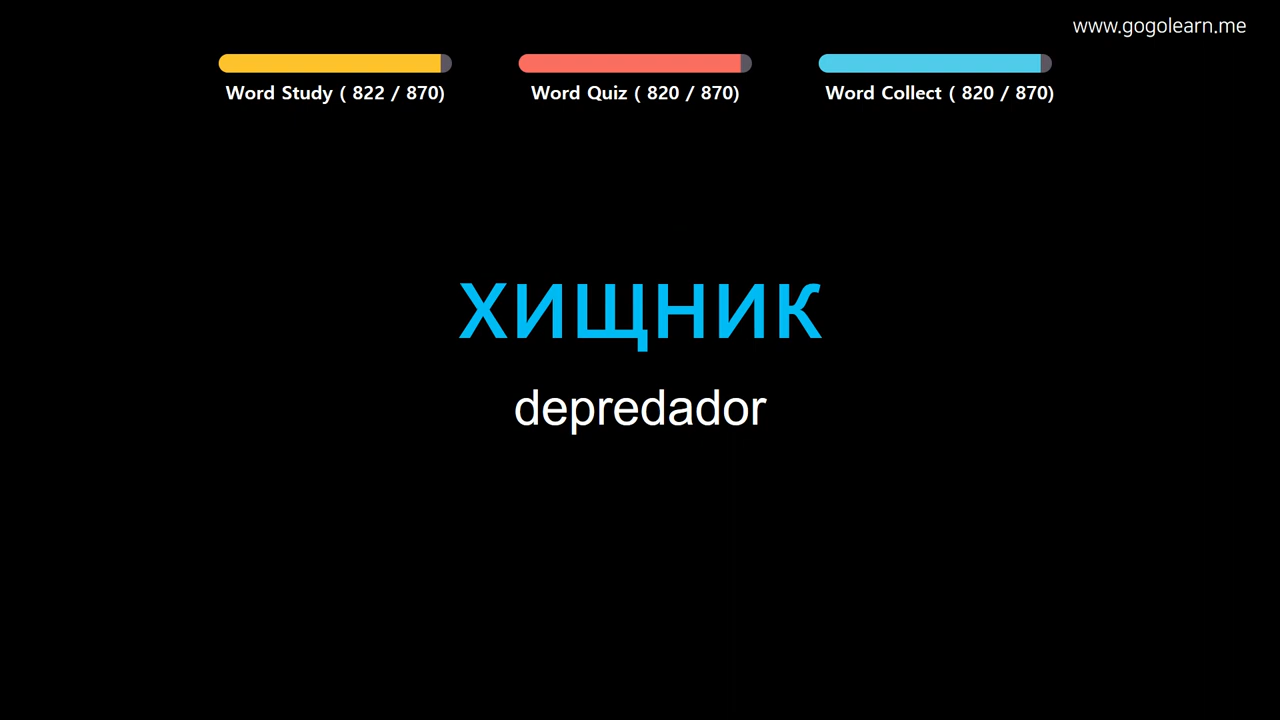 www.gogolearn.me
Word Study ( 822 / 870)
Word Quiz ( 820 / 870)
Word Collect ( 820 / 870)
хищник
depredador